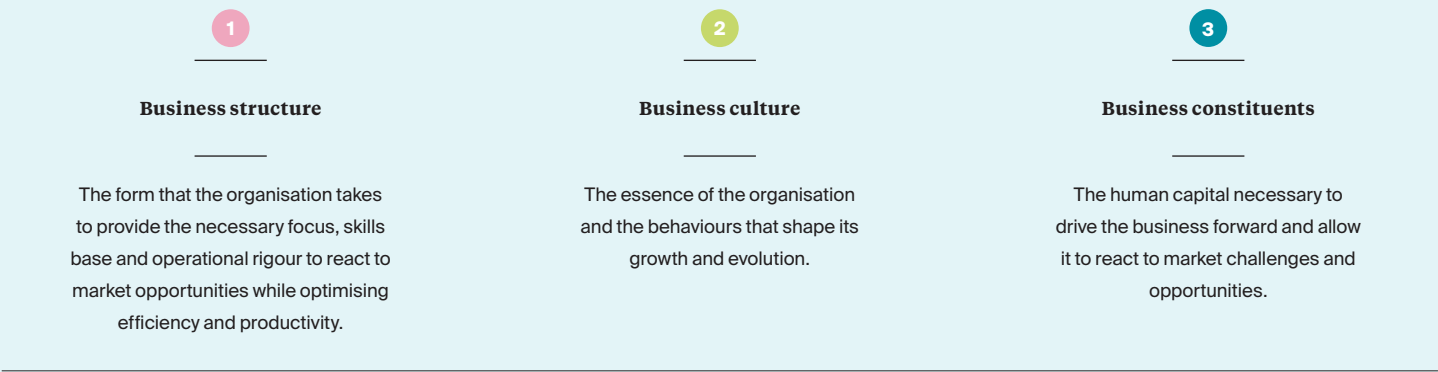 1
Business structure
The form that the organisation takes
to provide the necessary focus, skills
base and operational rigour to react to
market opportunities while optimising
efficiency and productivity.
2
Business culture
The essence of the organisation
and the behaviours that shape its
growth and evolution.
3
Business constituents
The human capital necessary to
drive the business forward and allow
it to react to market challenges and
opportunities.